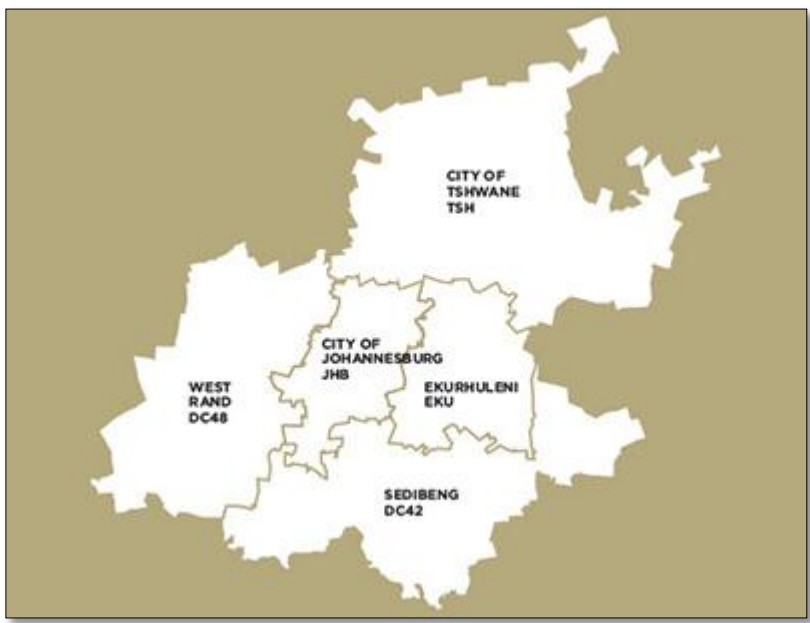 CITY OF
TSHWANE
TSH
CITY OF
JOHANNESBURG
JHB
WEST
RAND
DC48
EKURHULENI
EKU
SEDIBENG
DC42